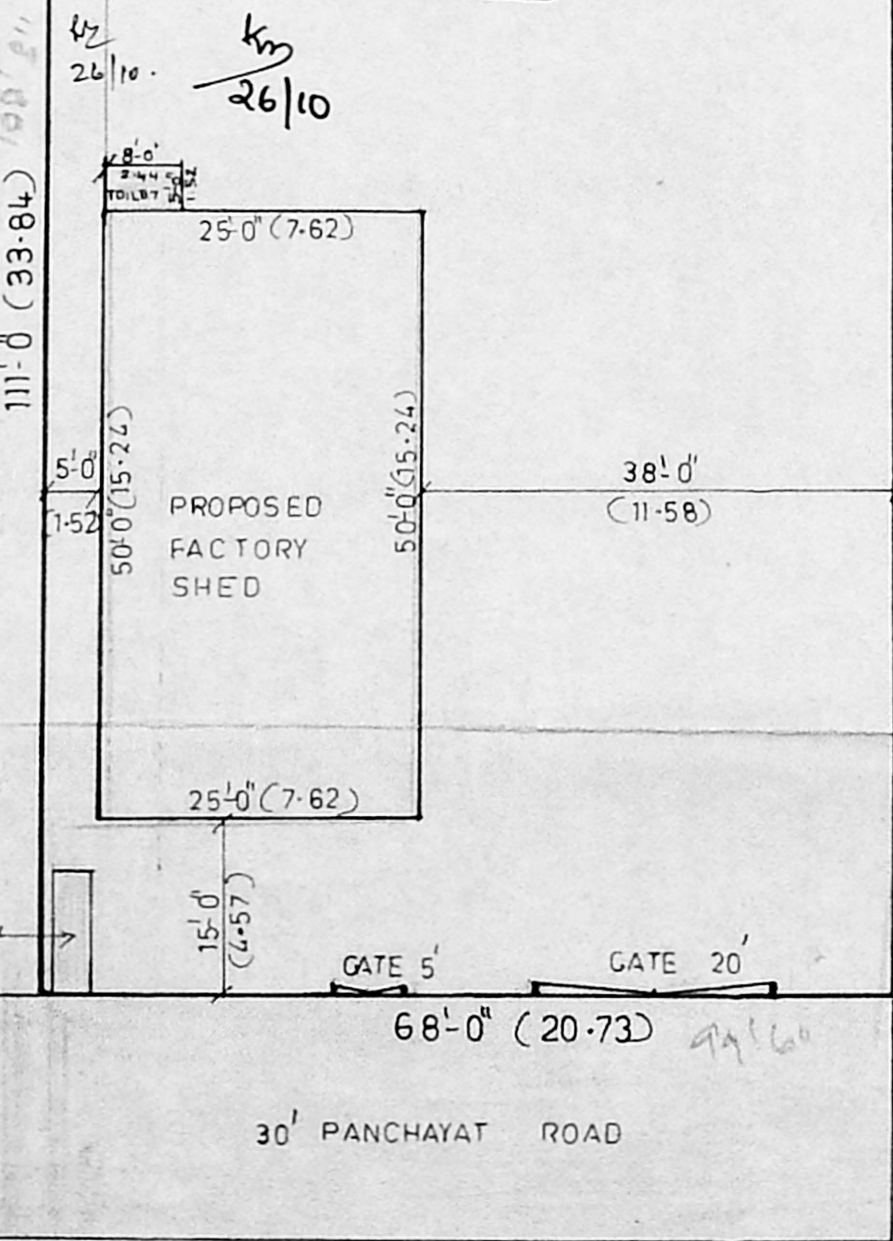 26/10.
Km
26/10
111'-0" (33.84)
8'-0"
2.44
TOILET
5'-0"
1.52
25'-0" (7.62)
5'-0"
(1.52
50'-0" (15.24)
50'-0" (15.24)
38'-0"
(11.58)
PROPOSED
FACTORY
SHED
25'-0" (7.62)
15'-0"
(4.57)
GATE 5'
GATE 20'
68'-0" (20.73)
30' PANCHAYAT ROAD